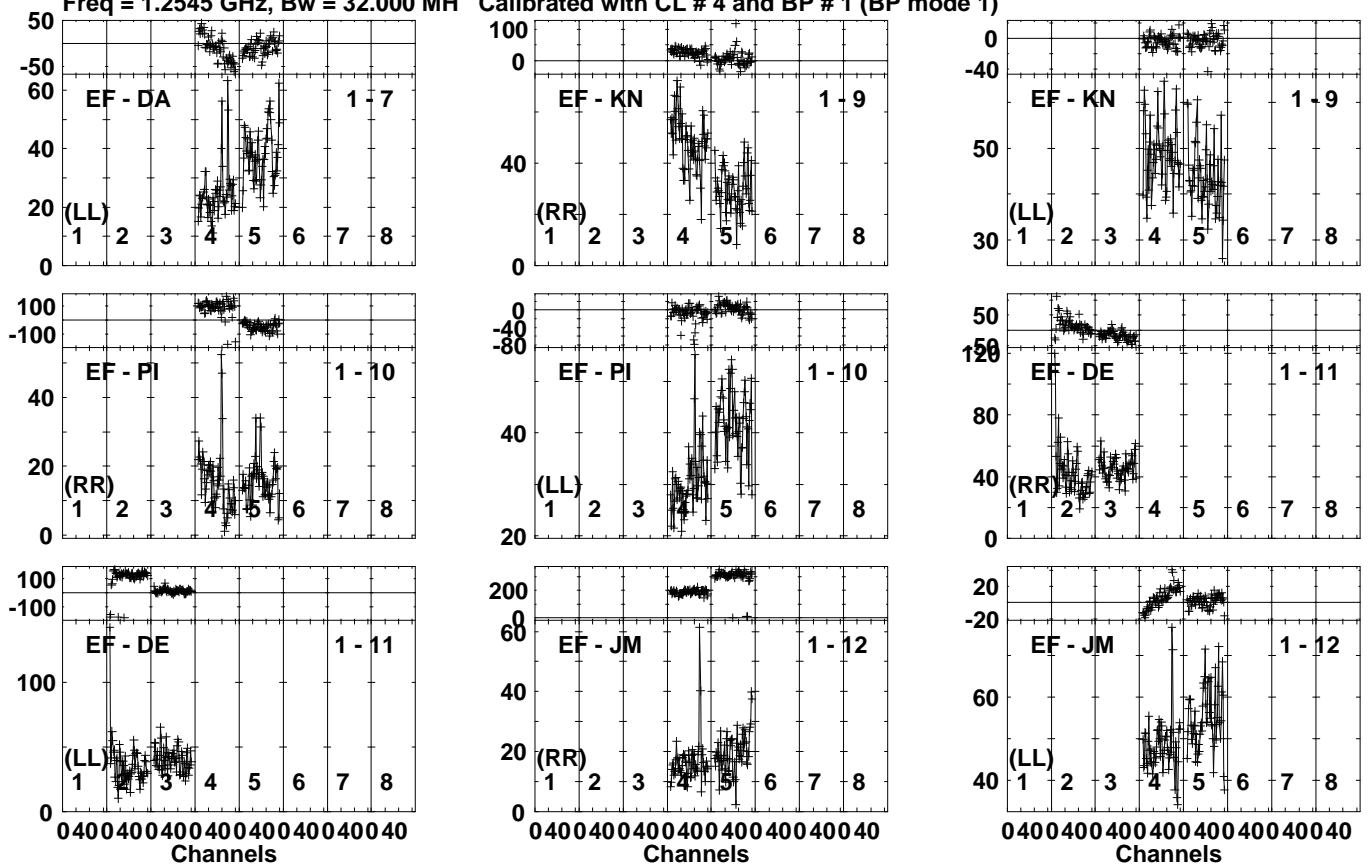 Freq = 1.2545 GHz, Bw = 32.000 MH Calibrated with CL # 4 and BP # 1 (BP mode 1)
50
-50
60
40
20
0
EF - DA 1 - 7
(LL)
1 2 3 4 5 6 7 8
100
0
40
0
EF - KN 1 - 9
(RR)
1 2 3 4 5 6 7 8
0
-40
50
30
EF - KN 1 - 9
(LL)
1 2 3 4 5 6 7 8
100
-100
40
20
0
EF - PI 1 - 10
(RR)
1 2 3 4 5 6 7 8
0
-40
-80
40
20
EF - PI 1 - 10
(LL)
1 2 3 4 5 6 7 8
50
-50
120
80
40
0
EF - DE 1 - 11
(RR)
1 2 3 4 5 6 7 8
100
-100
100
0
EF - DE 1 - 11
(LL)
1 2 3 4 5 6 7 8
0 40 0 40 0 40 0 40 0 40 0 40 0 40 0 40
Channels
200
0
60
40
20
0
EF - JM 1 - 12
(RR)
1 2 3 4 5 6 7 8
0 40 0 40 0 40 0 40 0 40 0 40 0 40 0 40
Channels
20
-20
60
40
EF - JM 1 - 12
(LL)
1 2 3 4 5 6 7 8
0 40 0 40 0 40 0 40 0 40 0 40 0 40 0 40
Channels